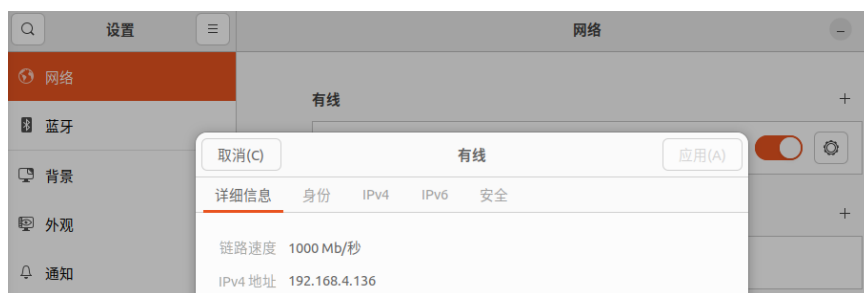 设置
网络
网络
有线
蓝牙
取消(C)
有线
应用(A)
背景
详细信息
身份
IPv4
IPv6
安全
外观
链路速度 1000 Mb/秒
通知
IPv4 地址 192.168.4.136